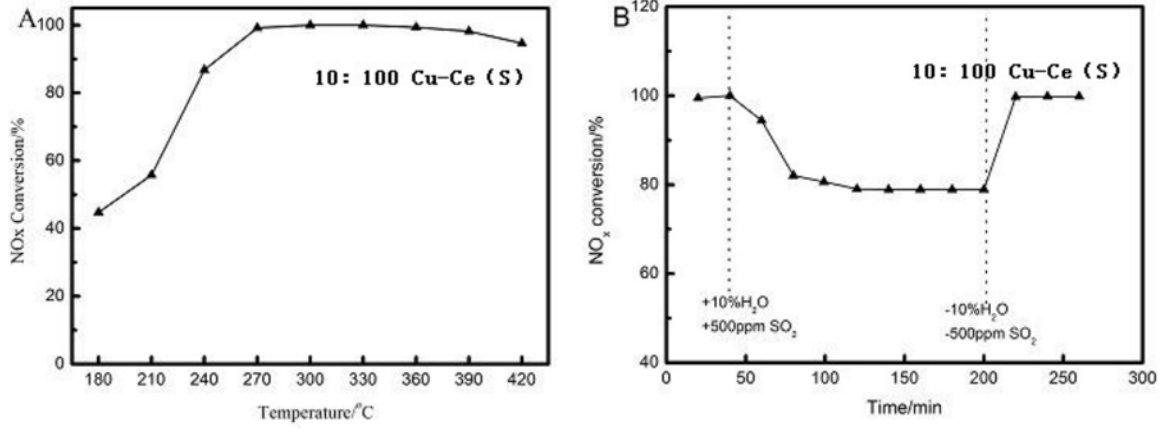 A
100
80
60
40
20
0
NOx Conversion/%
10: 100 Cu-Ce (S)
180 210 240 270 300 330 360 390 420
Temperature/°C
B
120
100
80
60
40
NOₓ conversion/%
10: 100 Cu-Ce (S)
+10%H₂O
+500ppm SO₂
-10%H₂O
-500ppm SO₂
0 50 100 150 200 250 300
Time/min